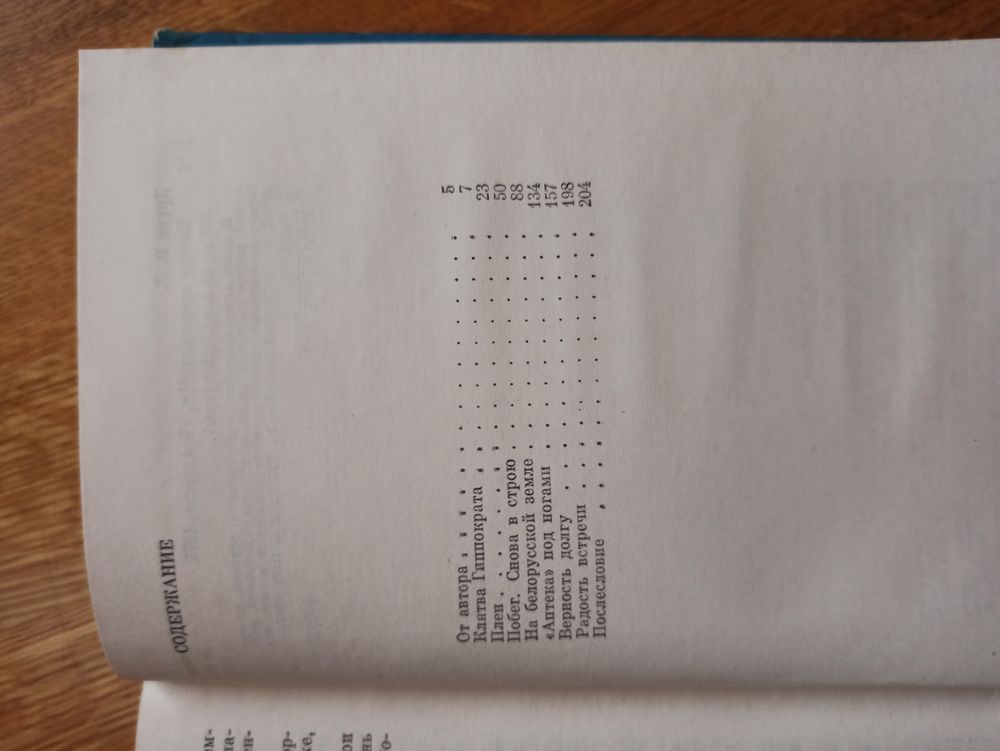 СОДЕРЖАНИЕ
От автора . . . . . . . . . . . . 5
Клятва Гиппократа . . . . . . . 7
Плен . . . . . . . . . . . . . 23
Побег. Снова в строю . . . . . . 50
На белорусской земле . . . . . . 88
«Аптека» под ногами . . . . . . 134
Верность долгу . . . . . . . . 157
Радость встречи . . . . . . . . 198
Послесловие . . . . . . . . . . 204